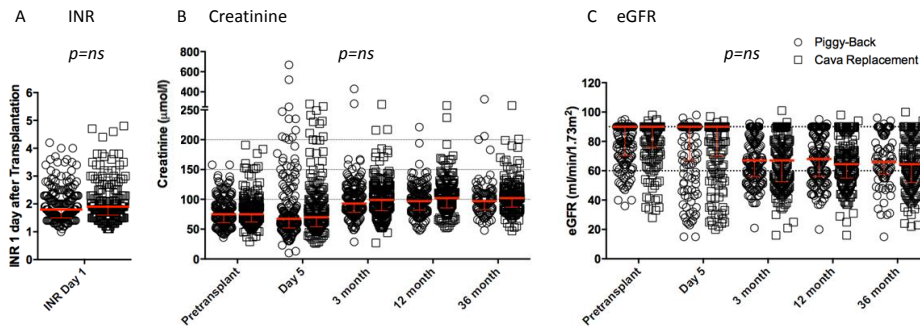 A INR
B Creatinine
C eGFR
p=ns
p=ns
p=ns
Piggy-Back
Cava Replacement
INR 1 day after Transplantation
6
5
4
3
2
1
0
INR Day 1
Creatinine (µmol/l)
800
600
400
250
200
150
100
50
0
Pretransplant
Day 5
3 month
12 month
36 month
eGFR (ml/min/1.73m²)
120
100
80
60
40
20
0
Pretransplant
Day 5
3 month
12 month
36 month